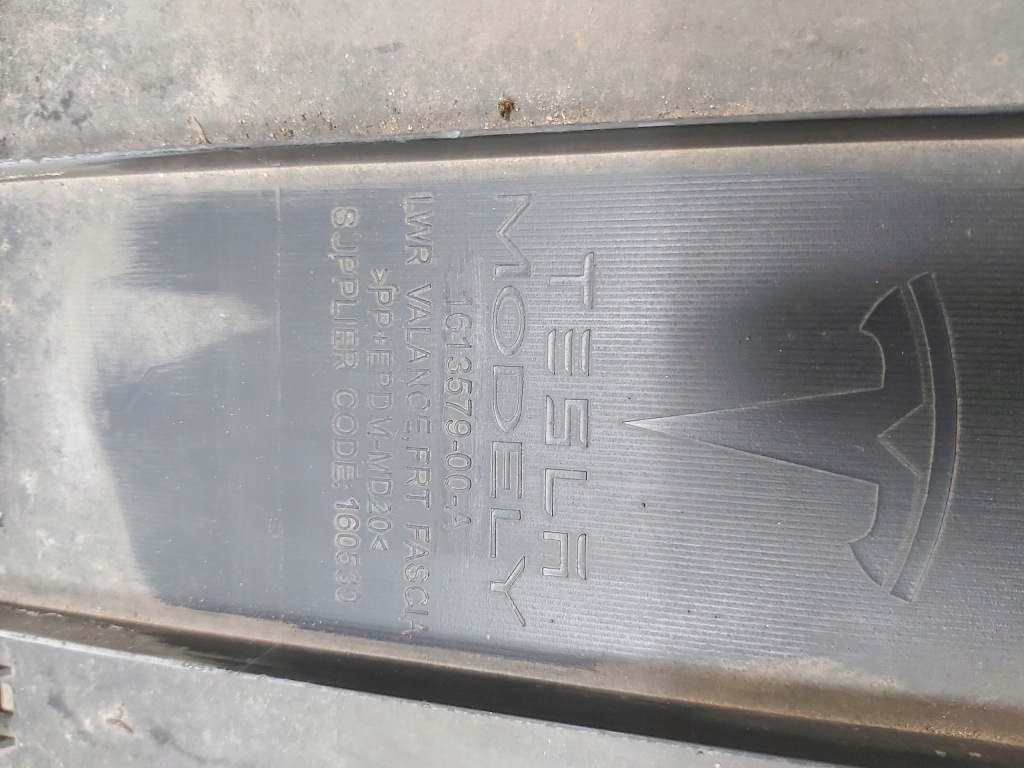 TESLA
MODEL Y
1613579-00-A
LWR VALANCE, FRT FASCIA
>PP+EPDM-MD20<
SUPPLIER CODE: 160530